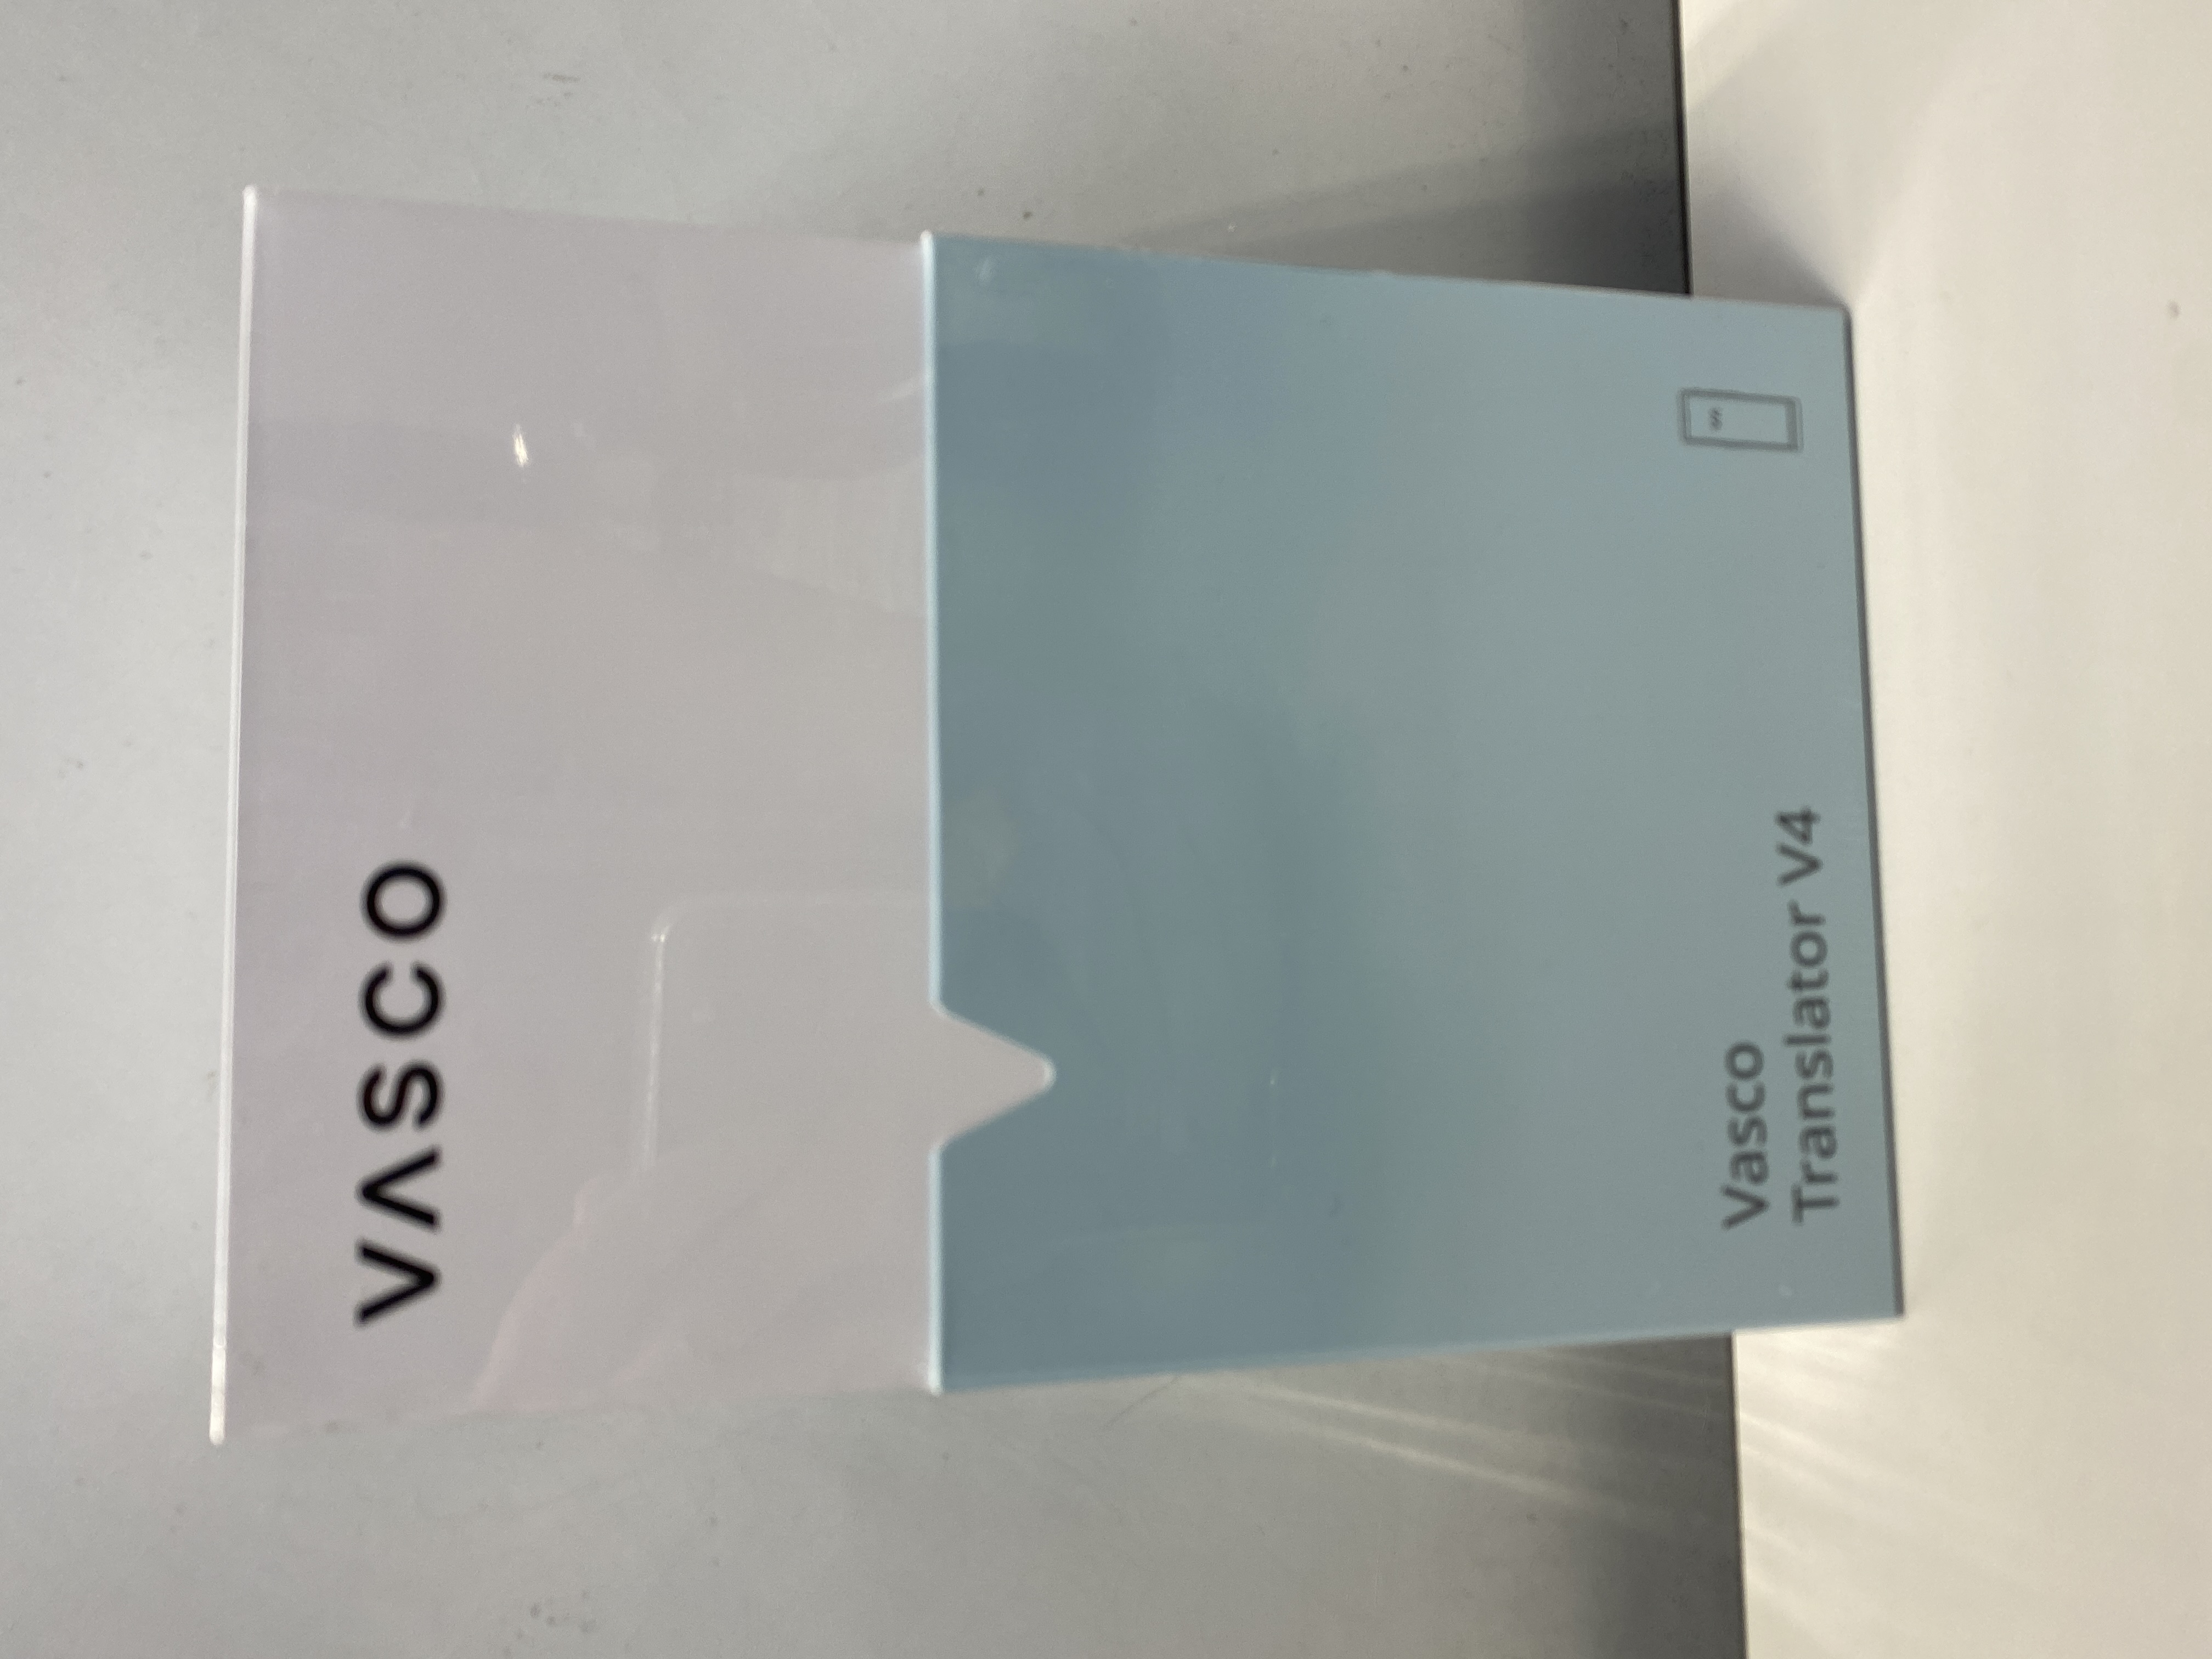 VASCO
Vasco
Translator V4